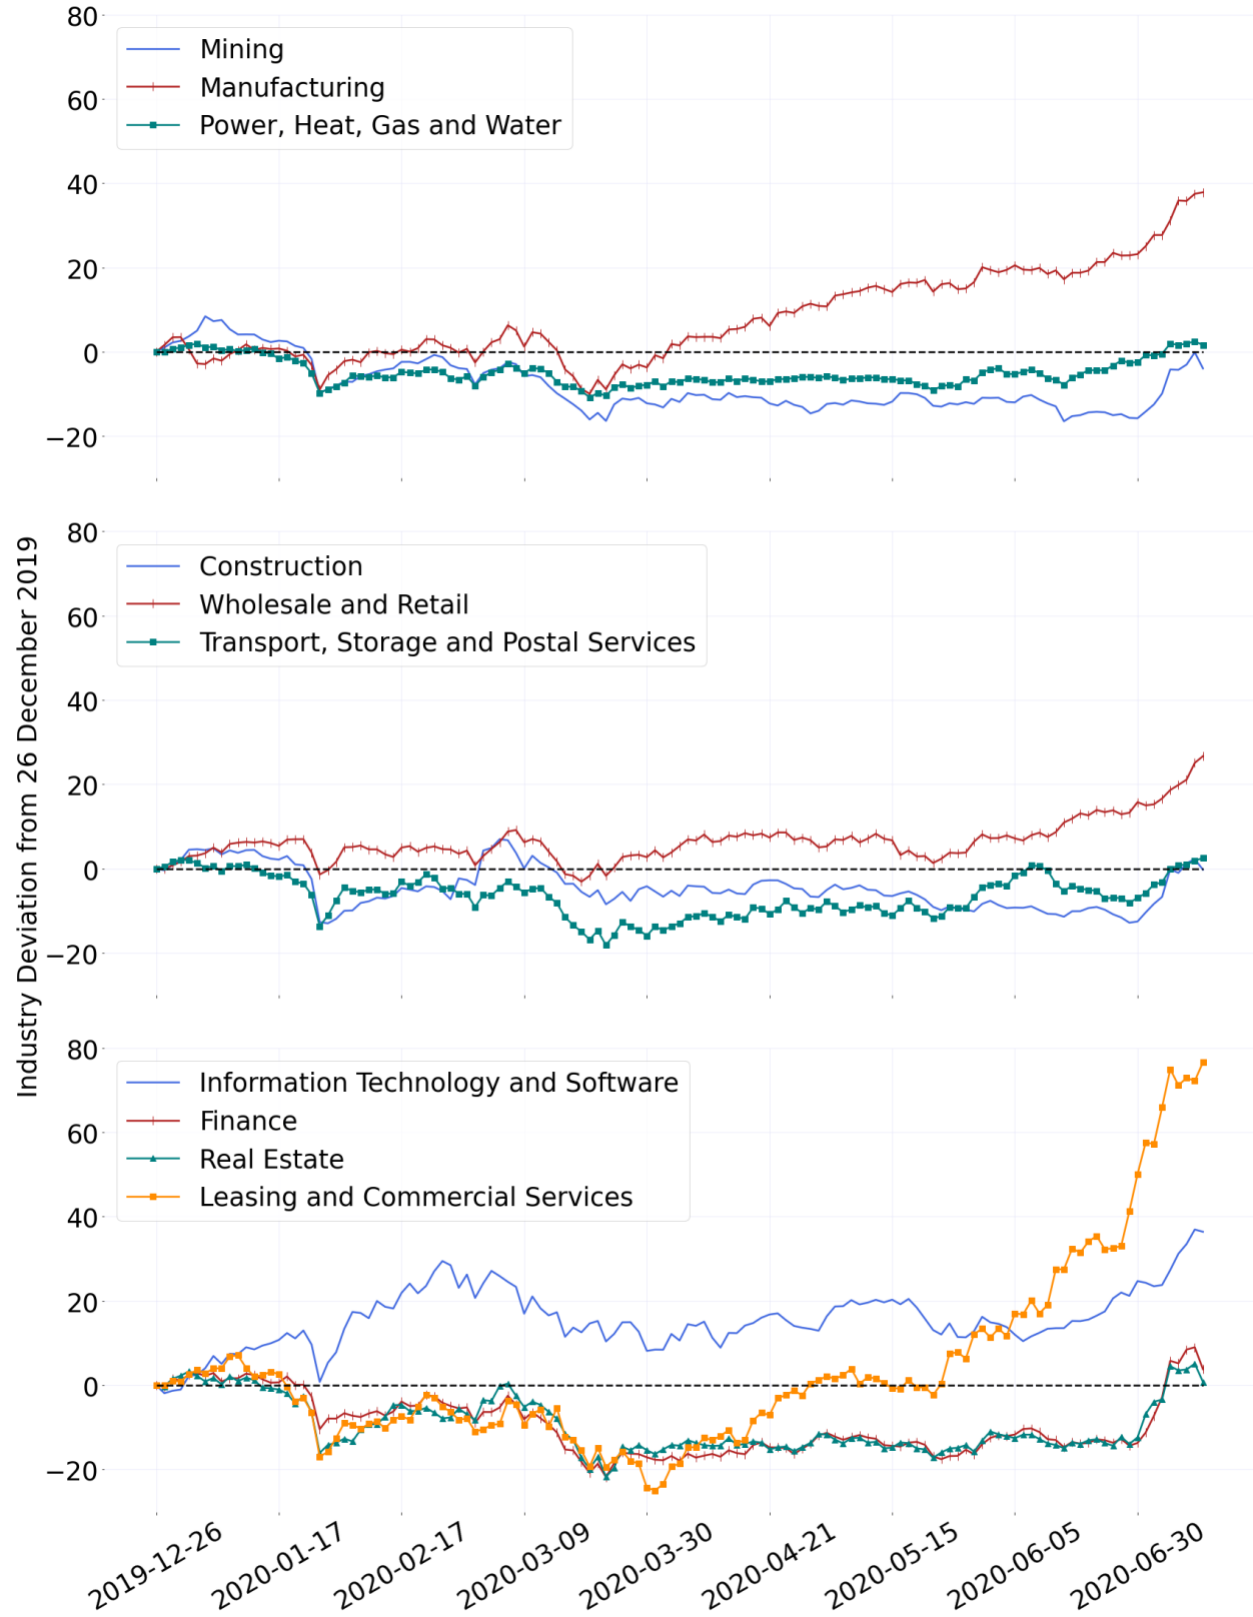 80
60
40
20
0
−20
Mining
Manufacturing
Power, Heat, Gas and Water
Industry Deviation from 26 December 2019
80
60
40
20
0
−20
Construction
Wholesale and Retail
Transport, Storage and Postal Services
80
60
40
20
0
−20
Information Technology and Software
Finance
Real Estate
Leasing and Commercial Services
2019-12-26
2020-01-17
2020-02-17
2020-03-09
2020-03-30
2020-04-21
2020-05-15
2020-06-05
2020-06-30